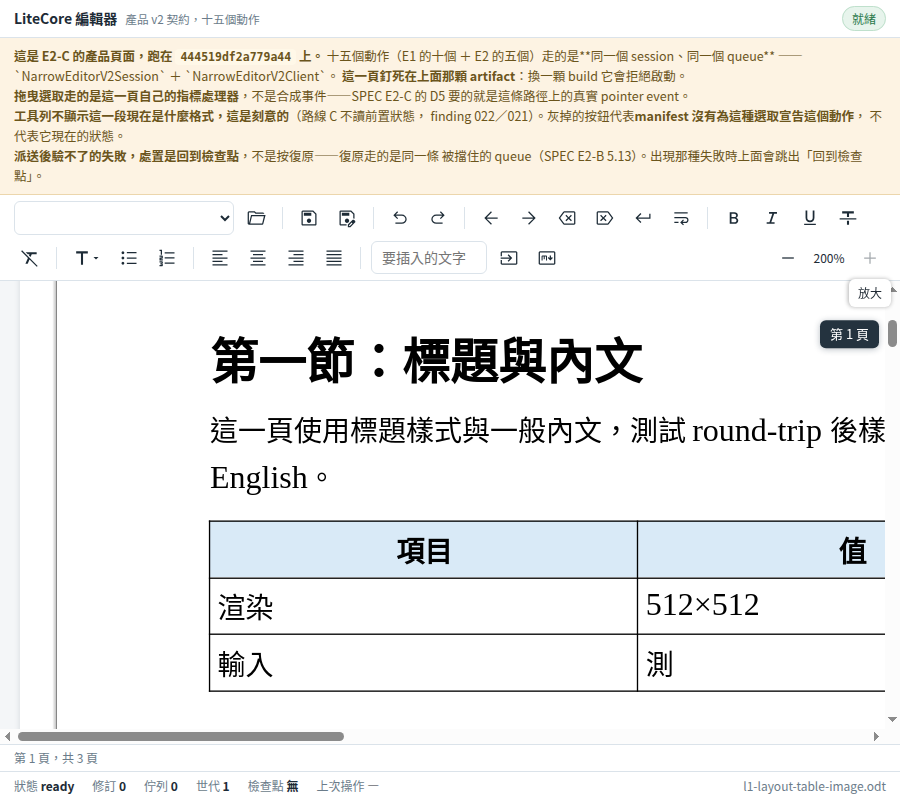 LiteCore 編輯器 產品 v2 契約，十五個動作 就緒
這是 E2-C 的產品頁面，跑在 444519df2a779a44 上。 十五個動作（E1 的十個 ＋ E2 的五個）走的是**同一個 session、同一個 queue** ——
`NarrowEditorV2Session` ＋ `NarrowEditorV2Client`。 這一頁釘死在上面那顆 artifact：換一顆 build 它會拒絕啟動。
拖曳選取走的是這一頁自己的指標處理器，不是合成事件——SPEC E2-C 的 D5 要的就是這條路徑上的真實 pointer event。
工具列不顯示這一段現在是什麼格式，這是刻意的（路線 C 不讀前置狀態， finding 022／021）。灰掉的按鈕代表manifest 沒有為這種選取宣告這個動作， 不
代表它現在的狀態。
派送後驗不了的失敗，處置是回到檢查點，不是按復原——復原走的是同一條 被擋住的 queue（SPEC E2-B 5.13）。出現那種失敗時上面會跳出「回到檢查
點」。
B I U T
T 要插入的文字 200%
放大
第 1 頁
第一節：標題與內文
這一頁使用標題樣式與一般內文，測試 round-trip 後樣
English。
項目 值
渲染 512×512
輸入 測
第 1 頁，共 3 頁
狀態 ready 修訂 0 佇列 0 世代 1 檢查點 無 上次操作 — l1-layout-table-image.odt